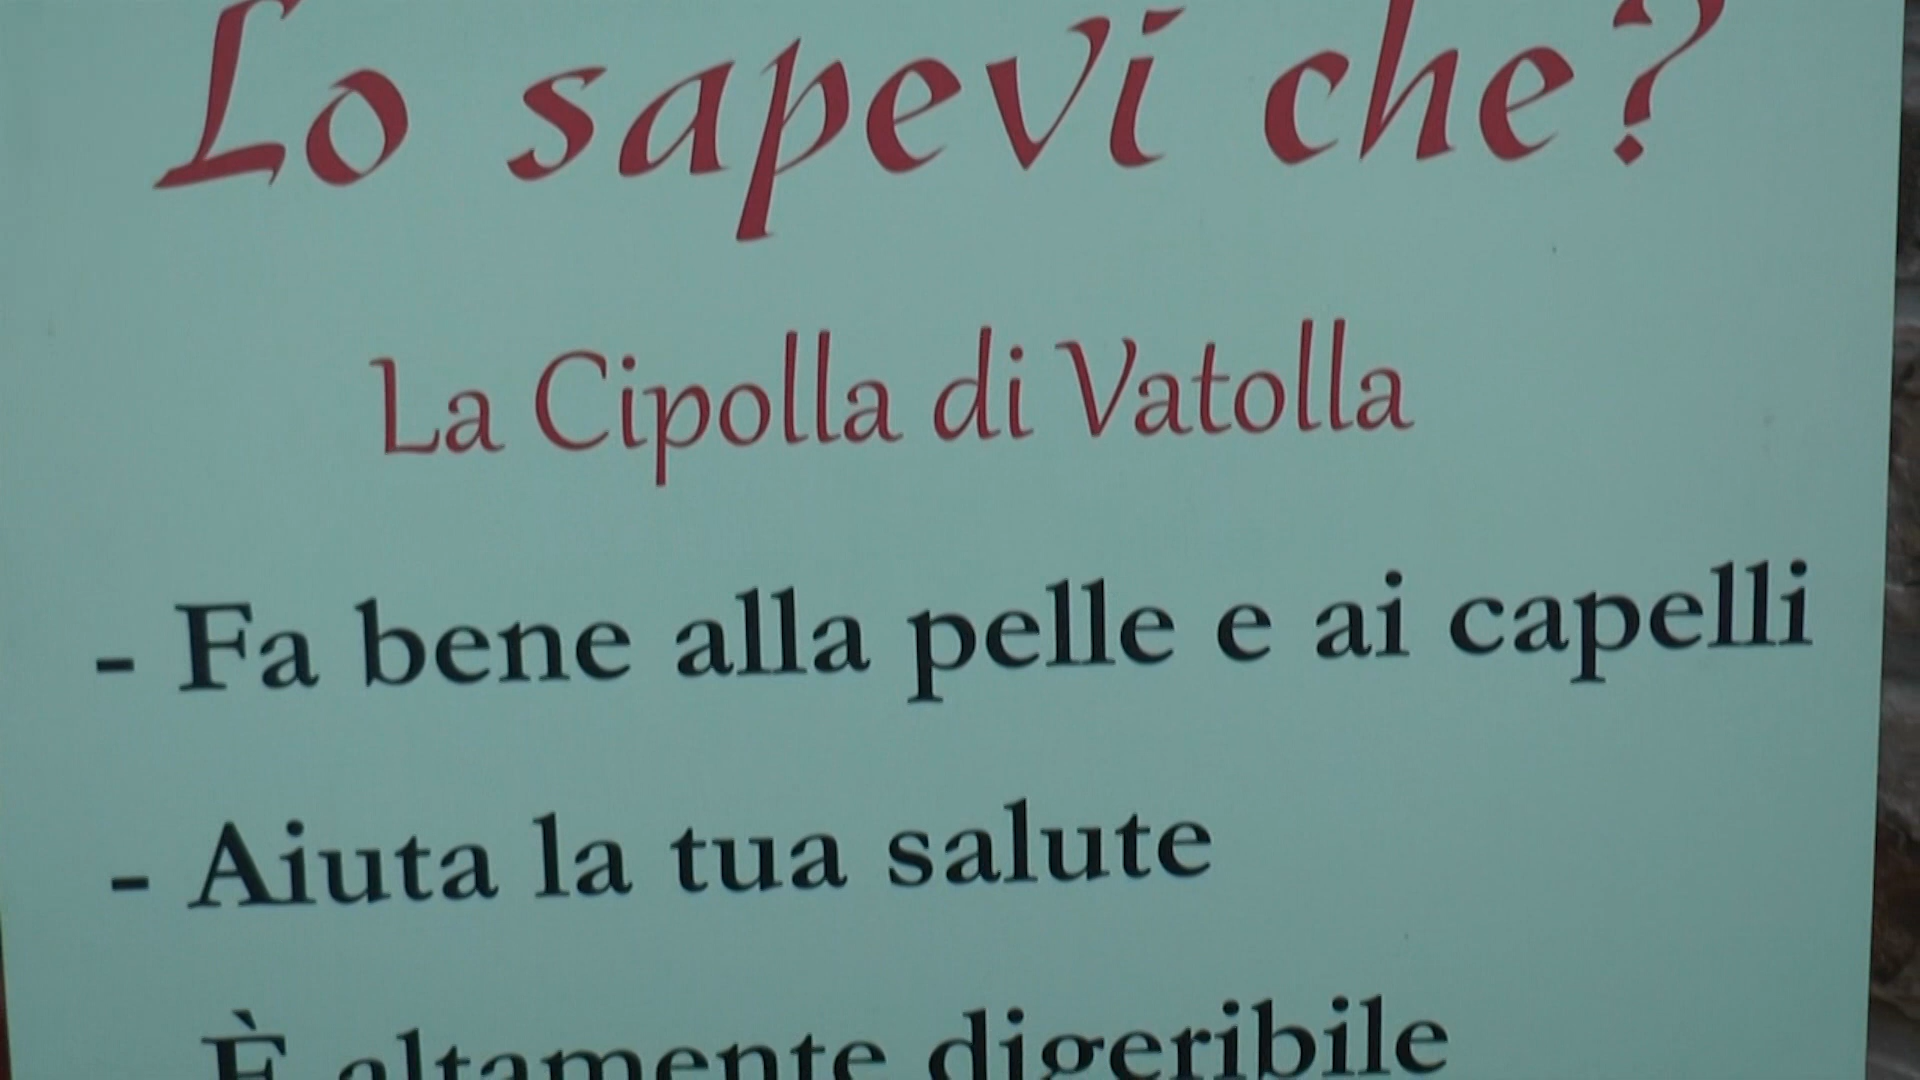 Lo sapevi che?
La Cipolla di Vatolla
- Fa bene alla pelle e ai capelli
- Aiuta la tua salute
È altamente digeribile